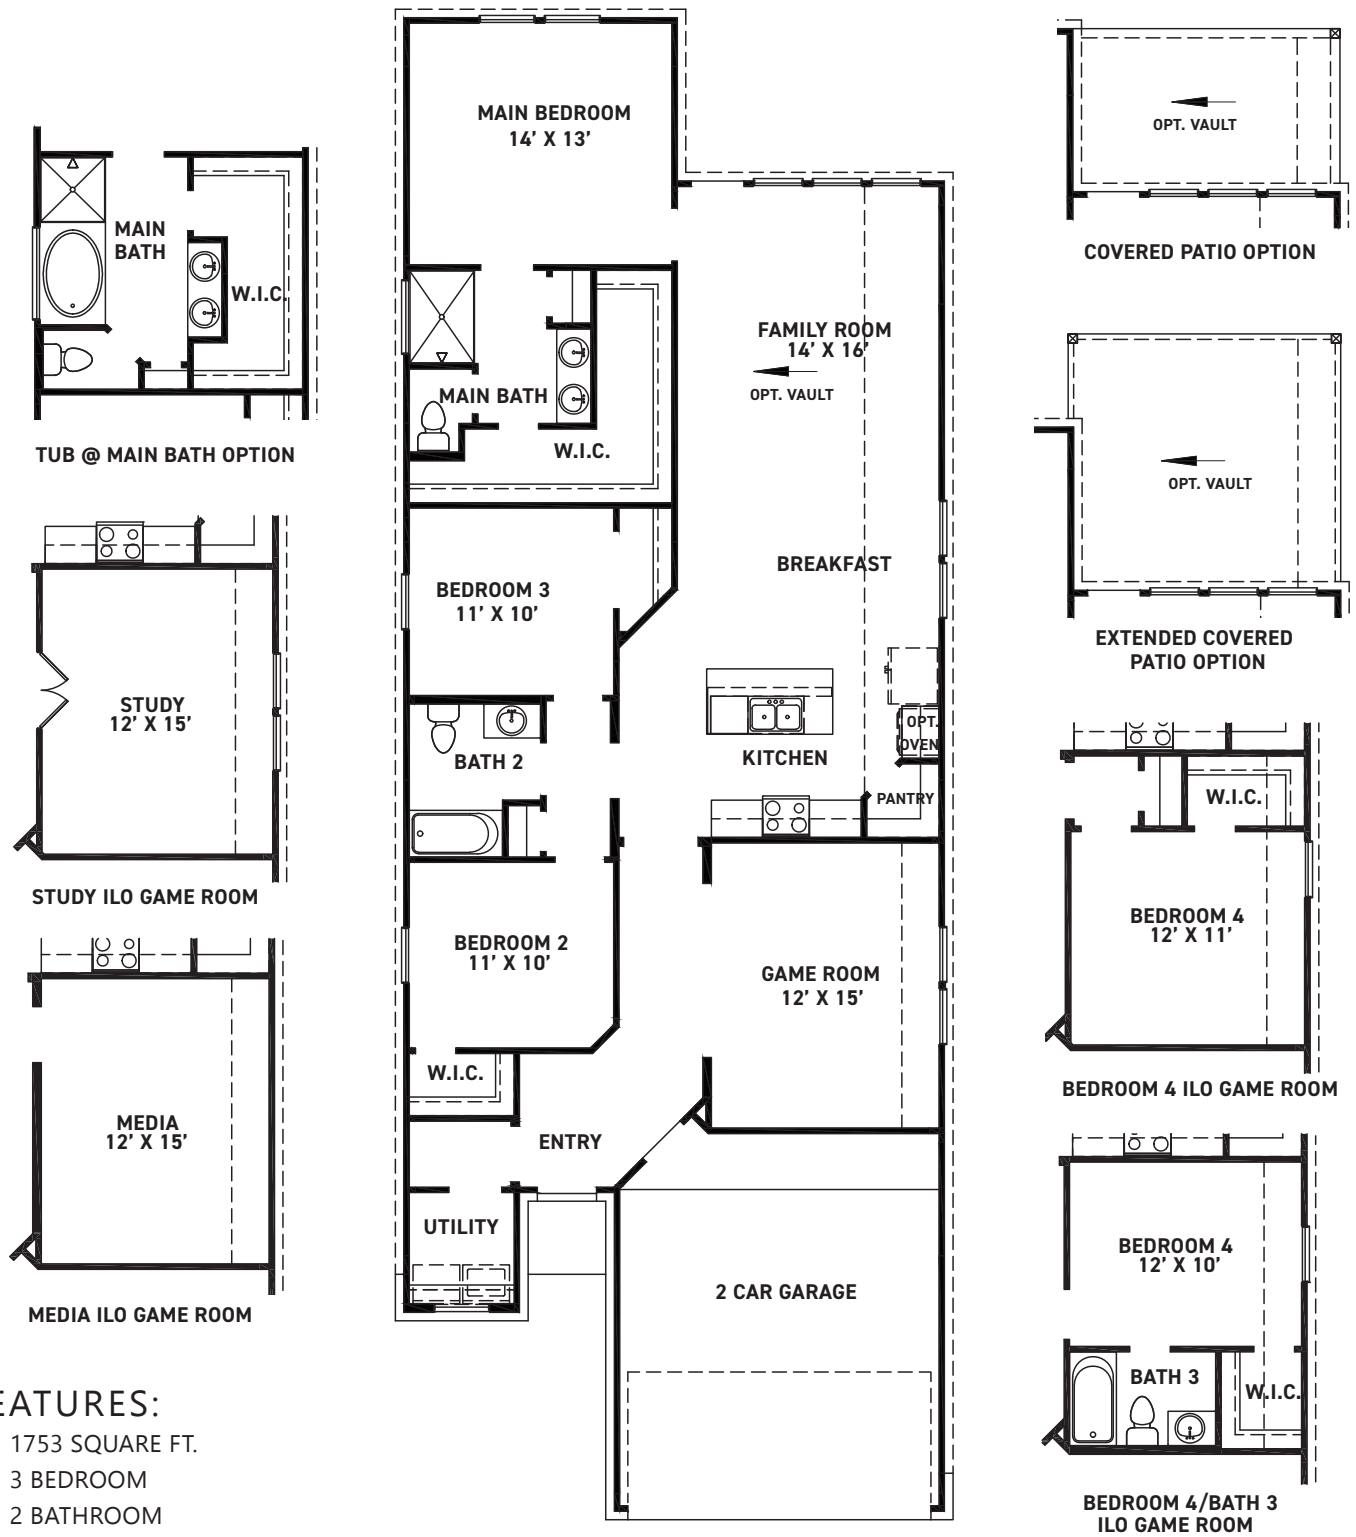 MAIN
BATH
W.I.C.
TUB @ MAIN BATH OPTION
STUDY
12’ X 15’
STUDY ILO GAME ROOM
MEDIA
12’ X 15’
MEDIA ILO GAME ROOM
EATURES:
1753 SQUARE FT.
3 BEDROOM
2 BATHROOM
MAIN BEDROOM
14’ X 13’
FAMILY ROOM
14’ X 16’
OPT. VAULT
MAIN BATH
W.I.C.
BREAKFAST
BEDROOM 3
11’ X 10’
OPT.
OVEN
KITCHEN
BATH 2
PANTRY
BEDROOM 2
11’ X 10’
GAME ROOM
12’ X 15’
W.I.C.
ENTRY
UTILITY
2 CAR GARAGE
OPT. VAULT
COVERED PATIO OPTION
OPT. VAULT
EXTENDED COVERED
PATIO OPTION
W.I.C.
BEDROOM 4
12’ X 11’
BEDROOM 4 ILO GAME ROOM
BEDROOM 4
12’ X 10’
BATH 3
W.I.C.
BEDROOM 4/BATH 3
ILO GAME ROOM